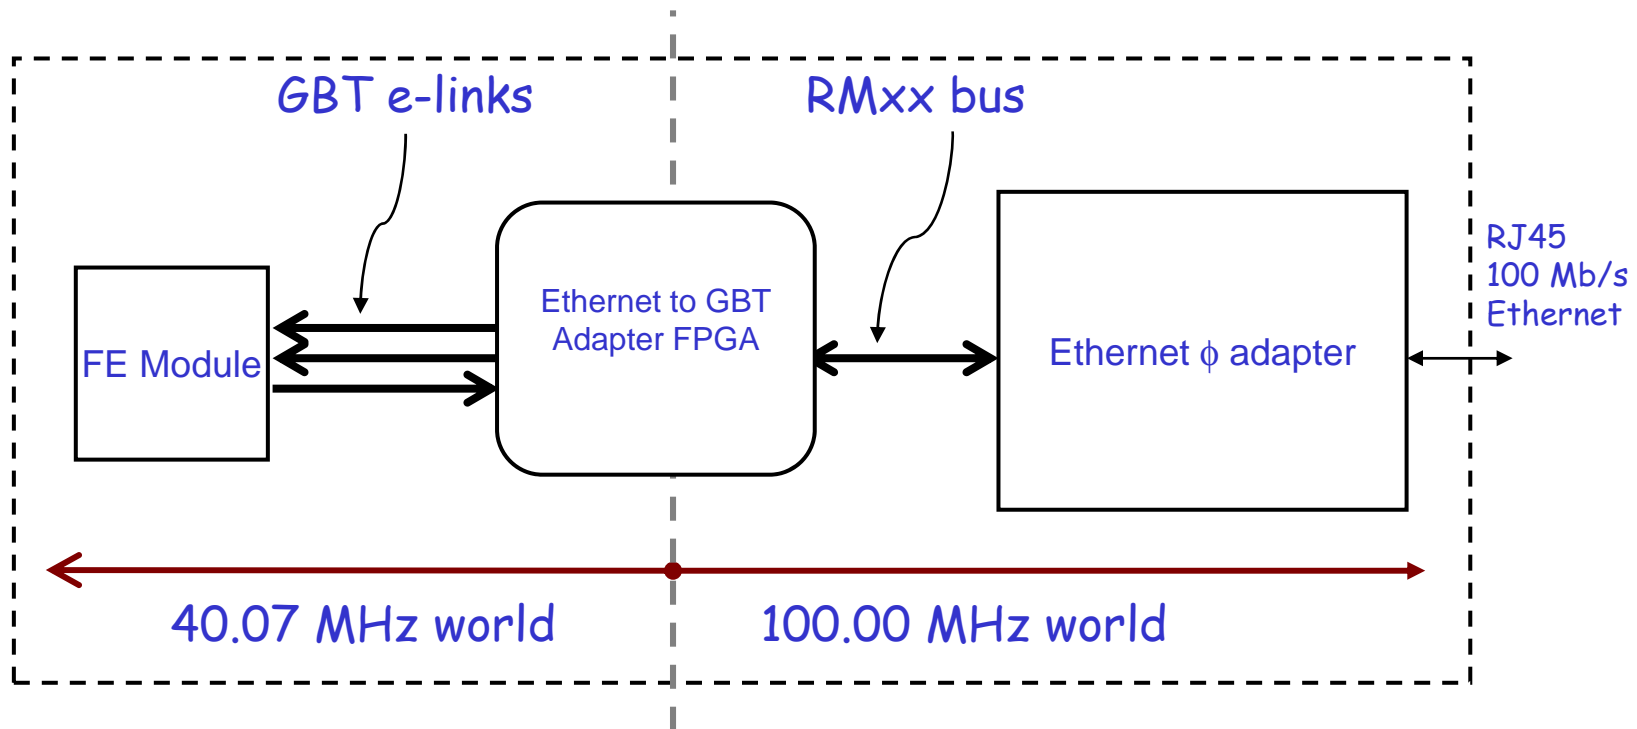 GBT e-links
RMxx bus
Ethernet to GBT
Adapter FPGA
FE Module
Ethernet ϕ adapter
RJ45
100 Mb/s
Ethernet
40.07 MHz world
100.00 MHz world